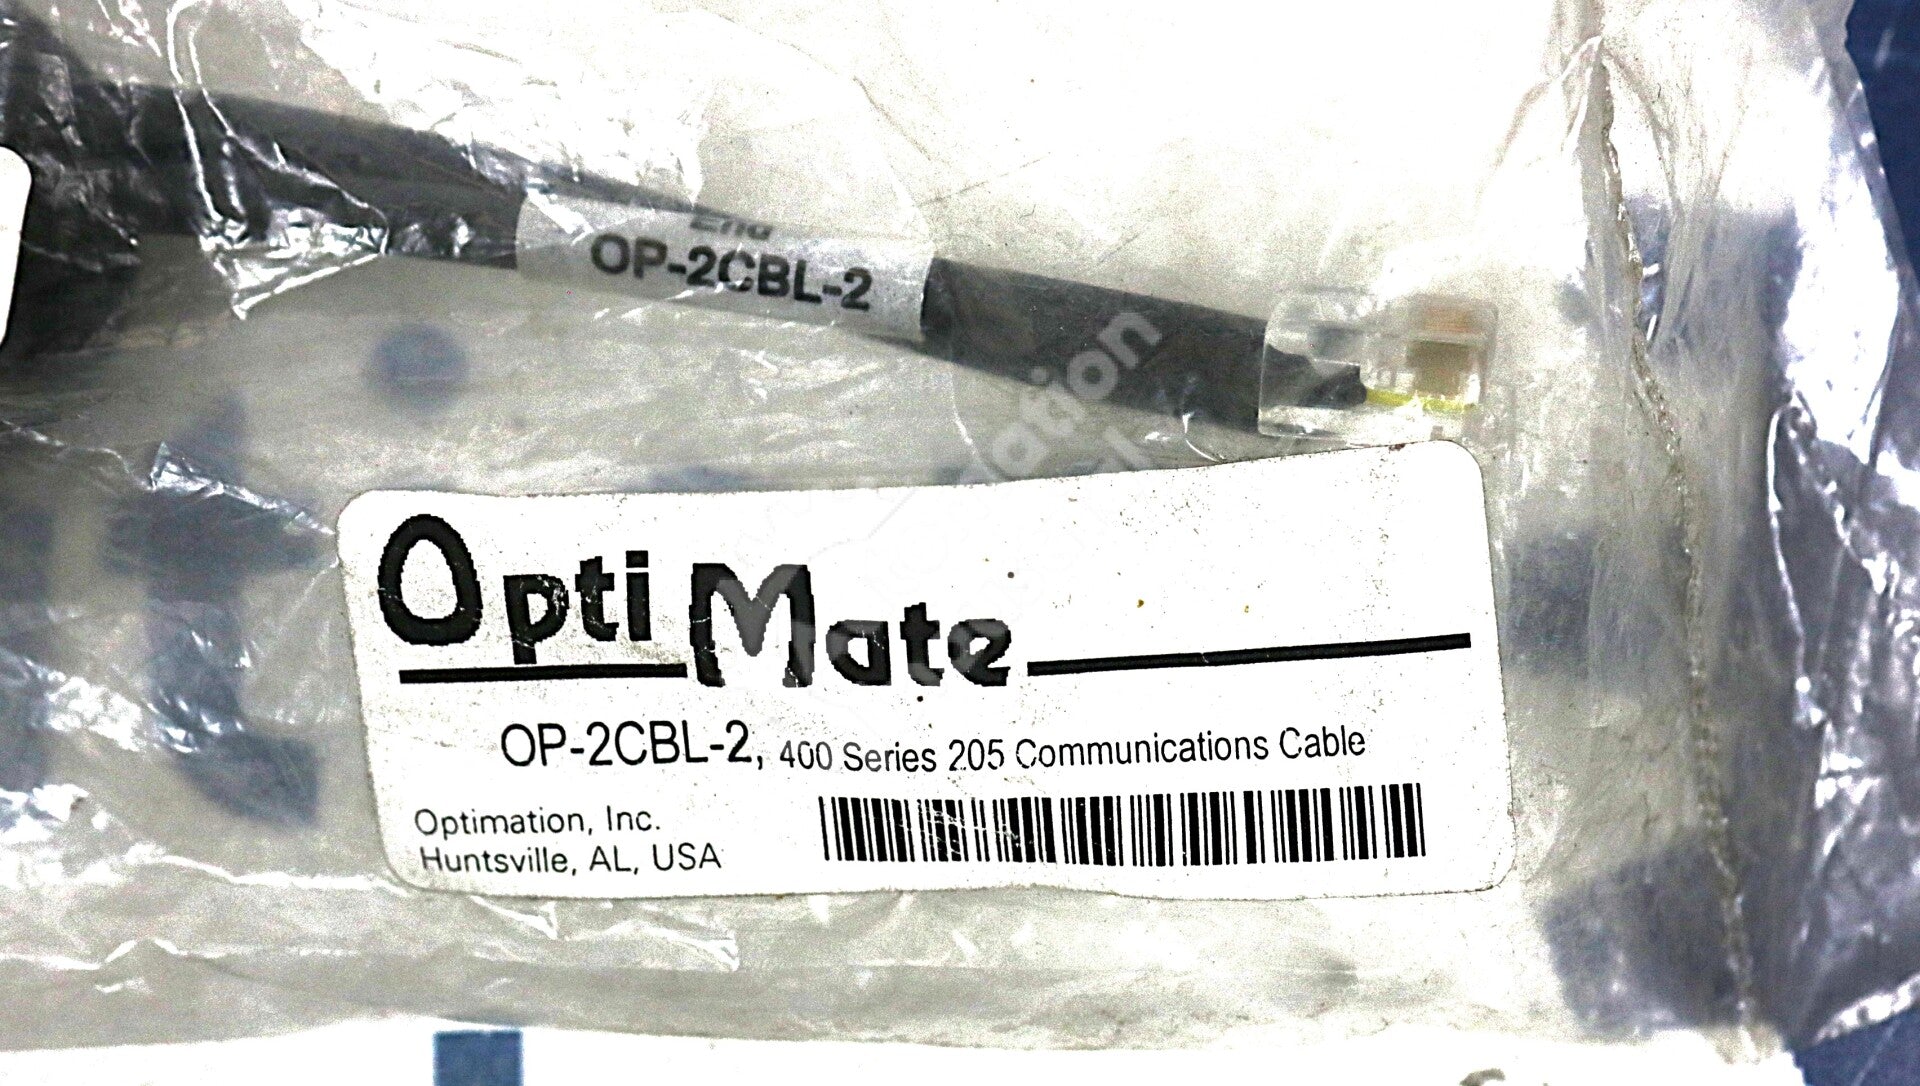 End
OP-2CBL-2
Opti Mate
OP-2CBL-2, 400 Series 205 Communications Cable
Optimation, Inc.
Huntsville, AL, USA